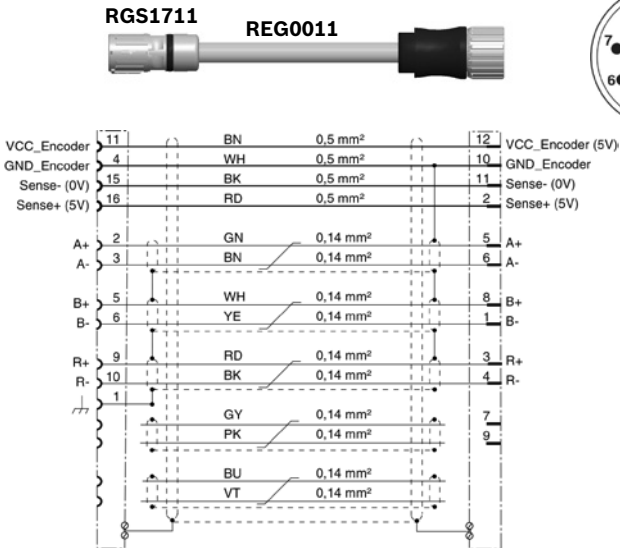 RGS1711
REG0011
7
6
VCC_Encoder 11 BN 0,5 mm² 12 VCC_Encoder (5V)
GND_Encoder 4 WH 0,5 mm² 10 GND_Encoder
Sense- (0V) 15 BK 0,5 mm² 11 Sense- (0V)
Sense+ (5V) 16 RD 0,5 mm² 2 Sense+ (5V)
A+ 2 GN 0,14 mm² 5 A+
A- 3 BN 0,14 mm² 6 A-
B+ 5 WH 0,14 mm² 8 B+
B- 6 YE 0,14 mm² 1 B-
R+ 9 RD 0,14 mm² 3 R+
R- 10 BK 0,14 mm² 4 R-
1
GY 0,14 mm² 7
PK 0,14 mm² 9
BU 0,14 mm²
VT 0,14 mm²